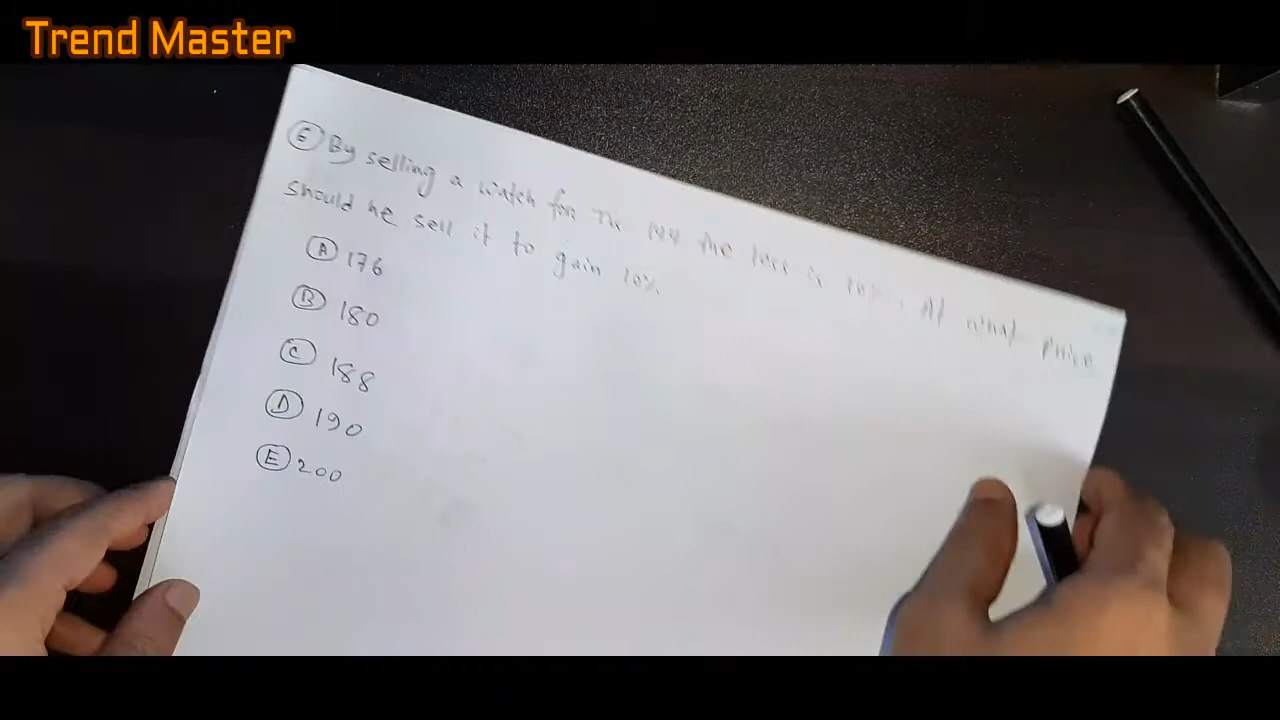 Trend Master
(E) By selling a watch for TK 144 the loss is 10%. At what price
should he sell it to gain 10%.
(A) 176
(B) 180
(C) 188
(D) 190
(E) 200